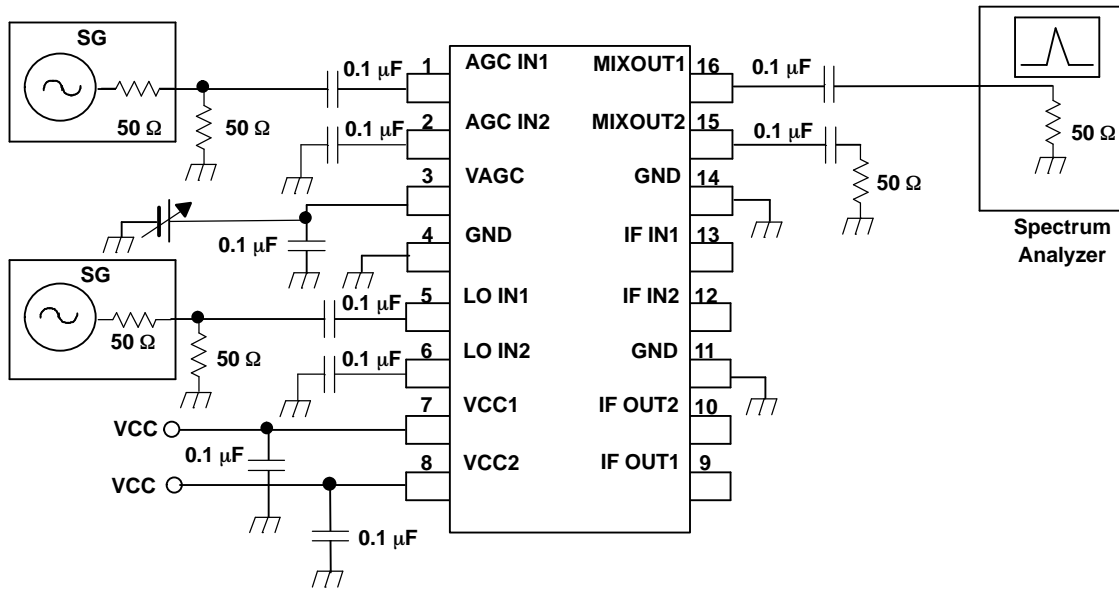 SG
50 Ω
50 Ω
0.1 μF
1
AGC IN1
0.1 μF
2
AGC IN2
3
VAGC
0.1 μF
4
GND
SG
50 Ω
50 Ω
0.1 μF
5
LO IN1
0.1 μF
6
LO IN2
VCC
7
VCC1
0.1 μF
VCC
8
VCC2
0.1 μF
MIXOUT1
16
0.1 μF
MIXOUT2
15
0.1 μF
50 Ω
GND
14
IF IN1
13
IF IN2
12
GND
11
IF OUT2
10
IF OUT1
9
50 Ω
Spectrum
Analyzer